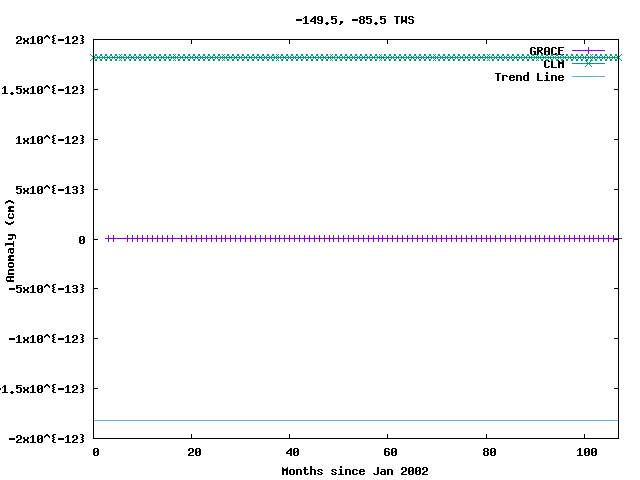 -149.5, -85.5 TWS
2x10^{-12}
1.5x10^{-12}
1x10^{-12}
5x10^{-13}
0
-5x10^{-13}
-1x10^{-12}
-1.5x10^{-12}
-2x10^{-12}
Anomaly (cm)
GRACE
CLM
Trend Line
0 20 40 60 80 100
Months since Jan 2002